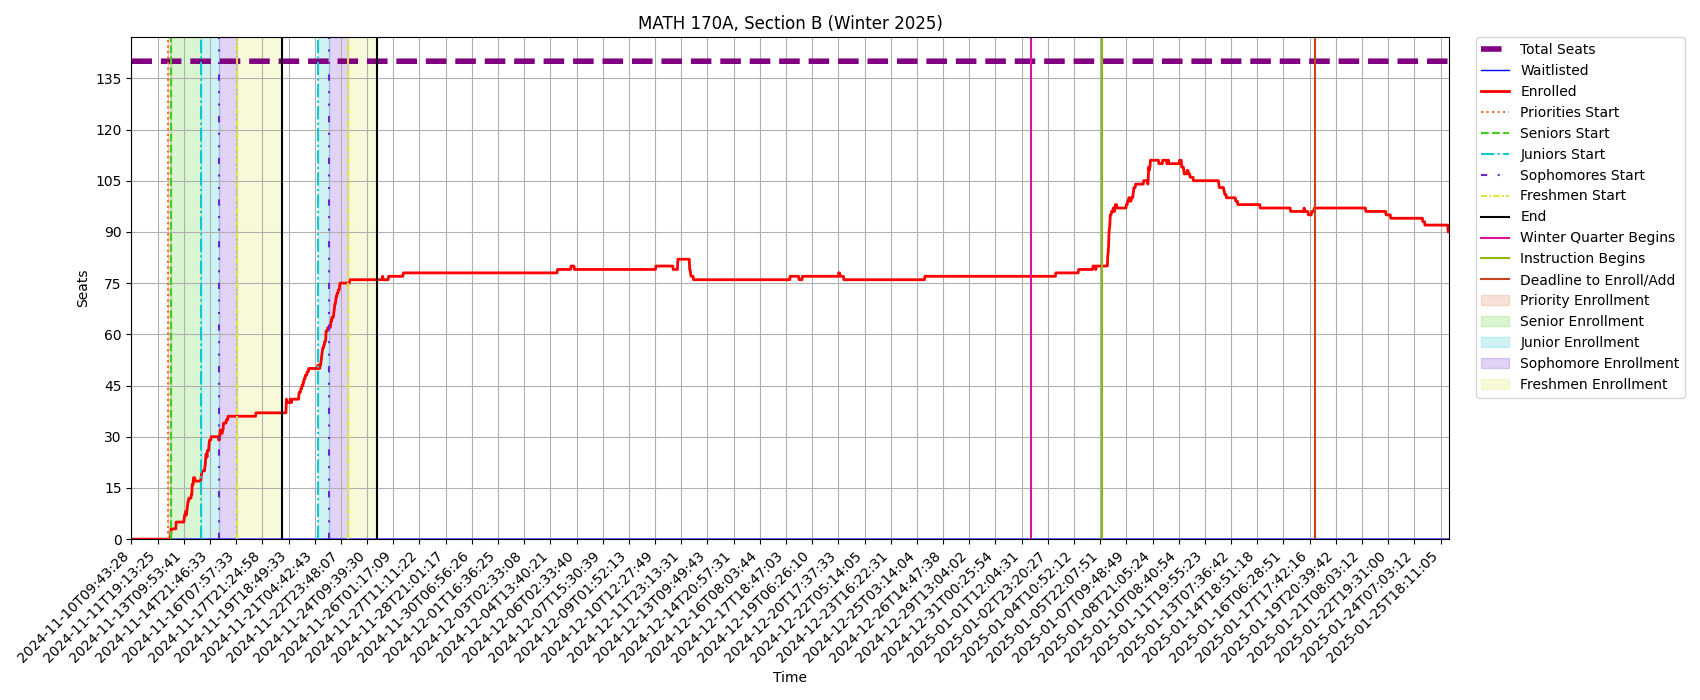 MATH 170A, Section B (Winter 2025)
Seats
135
120
105
90
75
60
45
30
15
0
2024-11-10T09:43:28
2024-11-11T19:13:25
2024-11-13T09:53:41
2024-11-14T21:46:33
2024-11-16T07:57:33
2024-11-17T21:24:58
2024-11-19T18:49:33
2024-11-21T04:42:43
2024-11-22T23:48:07
2024-11-24T09:39:30
2024-11-26T01:17:09
2024-11-27T11:11:22
2024-11-28T21:01:17
2024-11-30T06:56:26
2024-12-01T16:36:25
2024-12-03T02:33:08
2024-12-04T13:40:21
2024-12-06T02:33:40
2024-12-07T15:30:39
2024-12-09T01:52:13
2024-12-10T12:27:49
2024-12-11T23:13:31
2024-12-13T09:49:43
2024-12-14T20:57:31
2024-12-16T08:03:44
2024-12-17T18:47:03
2024-12-19T06:26:10
2024-12-20T17:37:33
2024-12-22T05:14:05
2024-12-23T16:22:31
2024-12-25T03:14:04
2024-12-26T14:47:38
2024-12-29T13:04:02
2024-12-31T00:25:54
2025-01-01T12:04:31
2025-01-02T23:20:27
2025-01-04T10:52:12
2025-01-05T22:07:51
2025-01-07T09:48:49
2025-01-08T21:05:24
2025-01-10T08:40:54
2025-01-11T19:55:23
2025-01-13T07:36:42
2025-01-14T18:51:18
2025-01-16T06:28:51
2025-01-17T17:42:16
2025-01-19T20:39:42
2025-01-21T08:03:12
2025-01-22T19:31:00
2025-01-24T07:03:12
2025-01-25T18:11:05
Time
Total Seats
Waitlisted
Enrolled
Priorities Start
Seniors Start
Juniors Start
Sophomores Start
Freshmen Start
End
Winter Quarter Begins
Instruction Begins
Deadline to Enroll/Add
Priority Enrollment
Senior Enrollment
Junior Enrollment
Sophomore Enrollment
Freshmen Enrollment